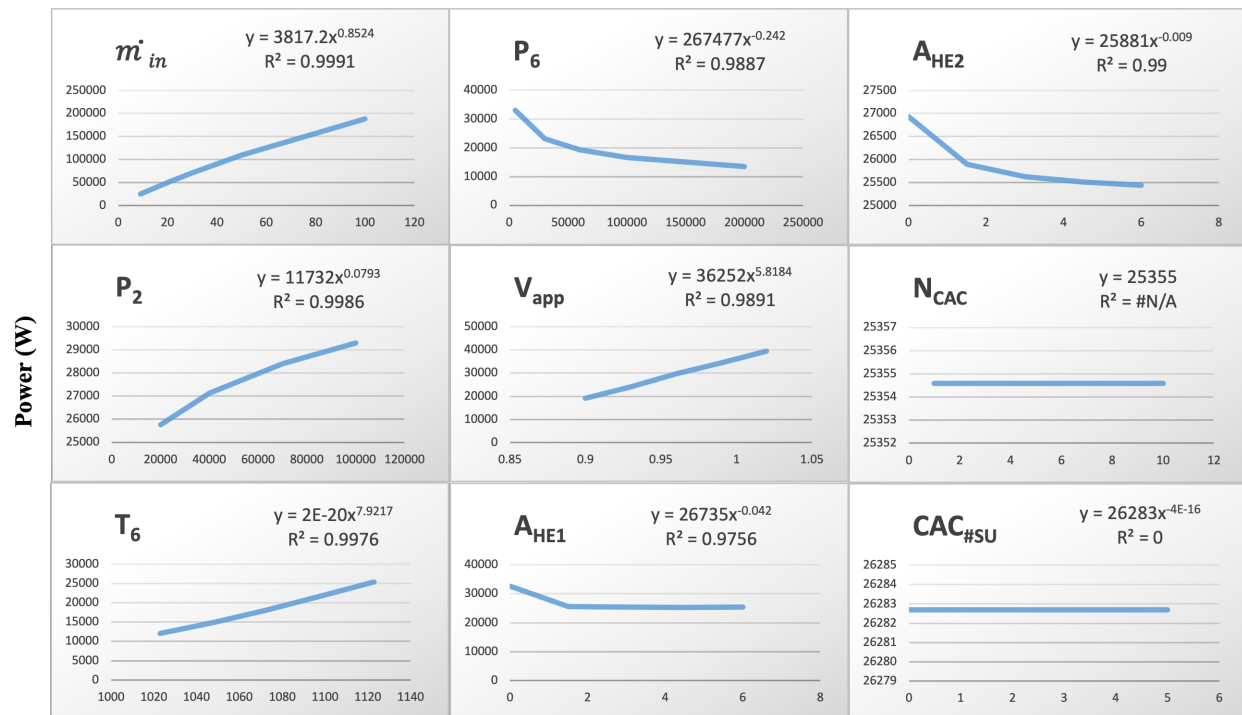 Power (W)
ṁ in
y = 3817.2x^0.8524
R² = 0.9991
250000
200000
150000
100000
50000
0
0 20 40 60 80 100 120
P6
y = 267477x^-0.242
R² = 0.9887
40000
30000
20000
10000
0
0 50000 100000 150000 200000 250000
AHE2
y = 25881x^-0.009
R² = 0.99
27500
27000
26500
26000
25500
25000
0 2 4 6 8
P2
y = 11732x^0.0793
R² = 0.9986
30000
29000
28000
27000
26000
25000
0 20000 40000 60000 80000 100000 120000
Vapp
y = 36252x^5.8184
R² = 0.9891
50000
40000
30000
20000
10000
0
0.85 0.9 0.95 1 1.05
NCAC
y = 25355
R² = #N/A
25357
25356
25355
25354
25353
25352
0 2 4 6 8 10 12
T6
y = 2E-20x^7.9217
R² = 0.9976
30000
25000
20000
15000
10000
5000
0
1000 1020 1040 1060 1080 1100 1120 1140
AHE1
y = 26735x^-0.042
R² = 0.9756
40000
30000
20000
10000
0
0 2 4 6 8
CAC#SU
y = 26283x^-4E-16
R² = 0
26285
26284
26283
26282
26281
26280
26279
0 1 2 3 4 5 6